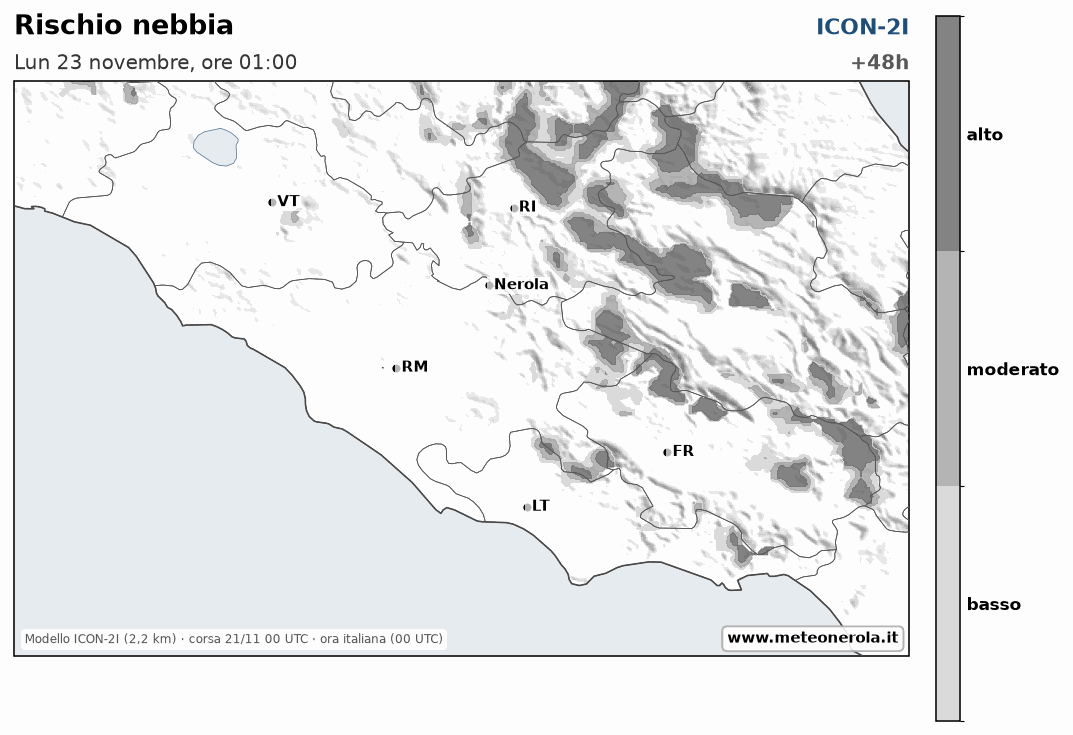 Rischio nebbia
ICON-2I
Lun 23 novembre, ore 01:00
+48h
alto
VT
RI
Nerola
moderato
RM
FR
LT
basso
Modello ICON-2I (2,2 km) · corsa 21/11 00 UTC · ora italiana (00 UTC)
www.meteonerola.it